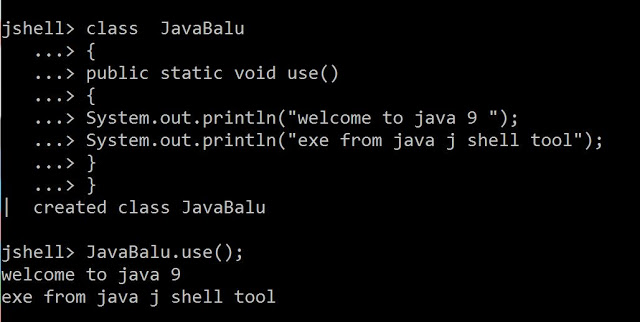 jshell> class  JavaBalu
...> {
...> public static void use()
...> {
...> System.out.println("welcome to java 9 ");
...> System.out.println("exe from java j shell tool");
...> }
...> }
|  created class JavaBalu
jshell> JavaBalu.use();
welcome to java 9
exe from java j shell tool